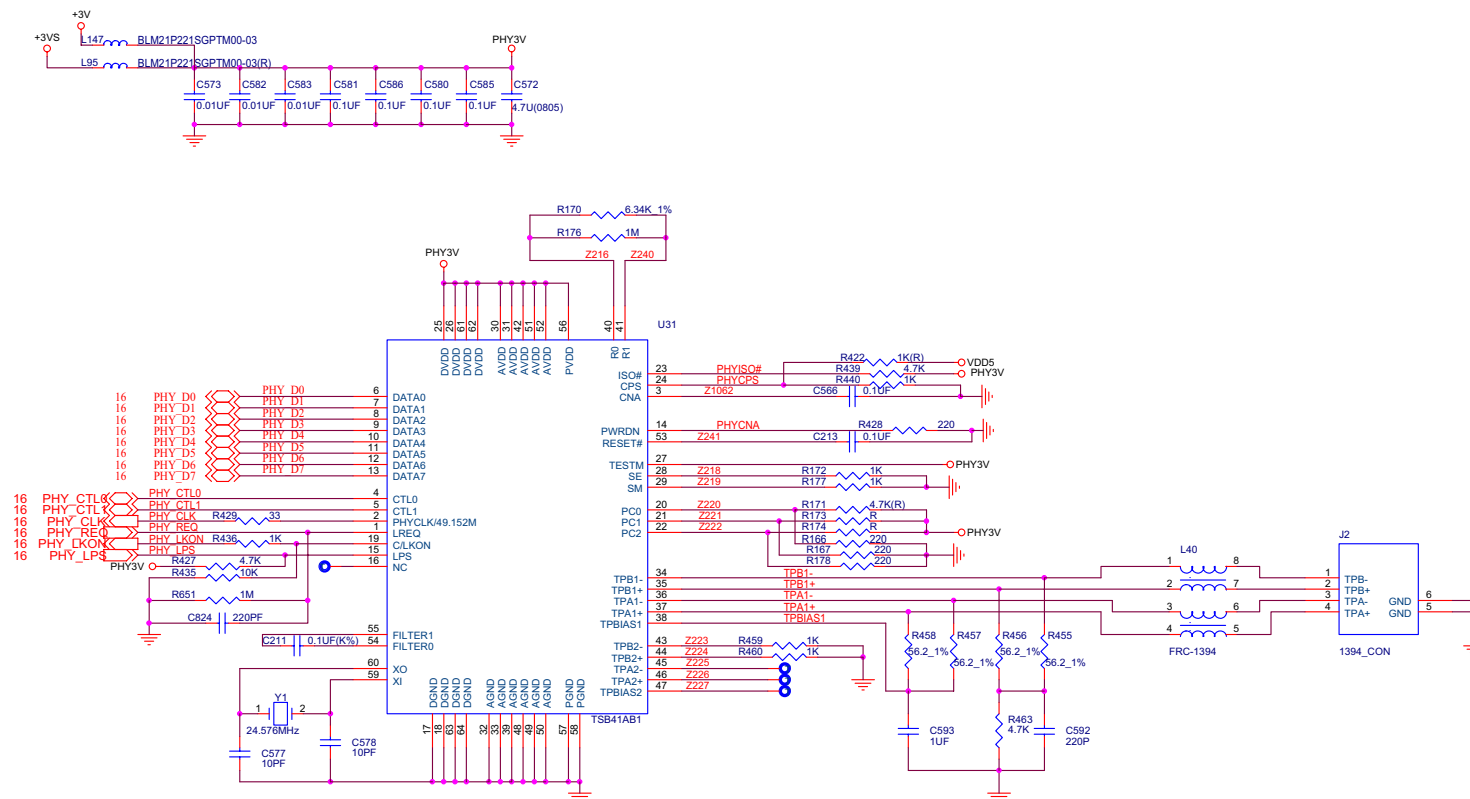 +3V
+3VS
L147 BLM21P221SGPTM00-03
PHY3V
L95 BLM21P221SGPTM00-03(R)
C573 C582 C583 C581 C586 C580 C585 C572
0.01UF 0.01UF 0.01UF 0.1UF 0.1UF 0.1UF 0.1UF 4.7U(0805)
R170 6.34K_1%
R176 1M
Z216 Z240
PHY3V
25 26 61 62 30 31 42 51 52 56 40 41
U31
DVDD DVDD DVDD DVDD AVDD AVDD AVDD AVDD AVDD PVDD R0 R1
16 PHY_D0 PHY_D0 6 DATA0
16 PHY_D1 PHY_D1 7 DATA1
16 PHY_D2 PHY_D2 8 DATA2
16 PHY_D3 PHY_D3 9 DATA3
16 PHY_D4 PHY_D4 10 DATA4
16 PHY_D5 PHY_D5 11 DATA5
16 PHY_D6 PHY_D6 12 DATA6
16 PHY_D7 PHY_D7 13 DATA7
16 PHY_CTL0 PHY_CTL0 4 CTL0
16 PHY_CTL1 PHY_CTL1 5 CTL1
16 PHY_CLK PHY_CLK R429 33 2 PHYCLK/49.152M
16 PHY_REQ PHY_REQ 1 LREQ
16 PHY_LKON PHY_LKON R436 1K 19 C/LKON
16 PHY_LPS PHY_LPS 15 LPS
PHY3V R427 4.7K 16 NC
R435 10K
R651 1M
C824 220PF
C211 0.1UF(K%)
55 FILTER1
54 FILTER0
60 XO
59 XI
Y1
1 2
24.576MHz
C577
10PF
C578
10PF
DGND DGND DGND DGND AGND AGND AGND AGND AGND AGND PGND PGND
17 18 63 64 32 33 39 48 49 50 57 58
TSB41AB1
R422 1K(R) VDD5
ISO# 23 PHYISO# R439 4.7K PHY3V
CPS 24 PHYCPS R440 1K
CNA 3 Z1062 C566 0.1UF
PWRDN 14 PHYCNA R428 220
RESET# 53 Z241 C213 0.1UF
TESTM 27 PHY3V
SE 28 Z218 R172 1K
SM 29 Z219 R177 1K
PC0 20 Z220 R171 4.7K(R)
PC1 21 Z221 R173 R
PC2 22 Z222 R174 R PHY3V
R166 220
R167 220
R178 220
34 TPB1-
TPB1- 35 TPB1+
TPB1+ 36 TPA1-
TPA1- 37 TPA1+
TPA1+ 38 TPBIAS1
TPBIAS1
TPB2- 43 Z223 R459 1K
TPB2+ 44 Z224 R460 1K
TPA2- 45 Z225
TPA2+ 46 Z226
TPBIAS2 47 Z227
R458 R457 R456 R455
56.2_1% 56.2_1% 56.2_1% 56.2_1%
C593
1UF
R463
4.7K
C592
220P
L40
1 8
2 7
3 6
4 5
FRC-1394
J2
1 TPB-
2 TPB+
3 TPA- GND 6
4 TPA+ GND 5
1394_CON